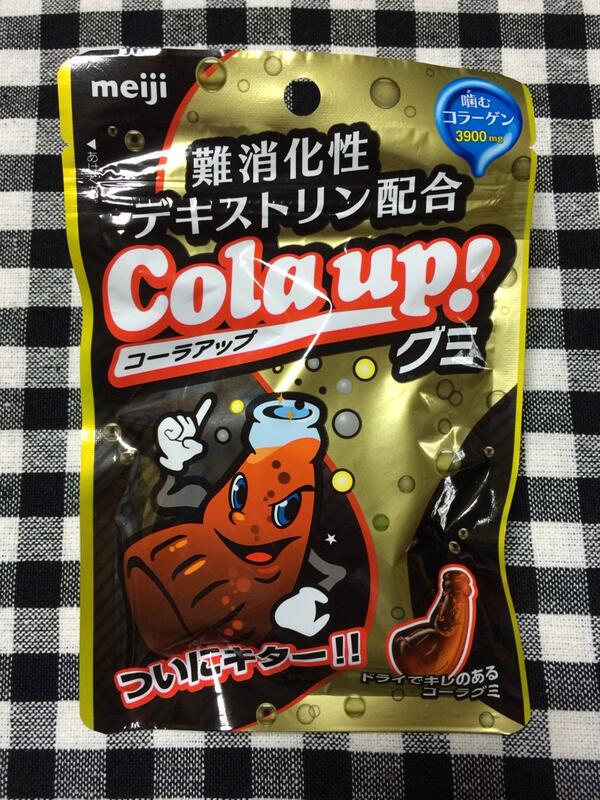 meiji
噛む
コラーゲン
3900mg
難消化性
デキストリン配合
Cola up!
コーラアップ
グミ
ついにキター!!
ドライでキレのある
コーラグミ